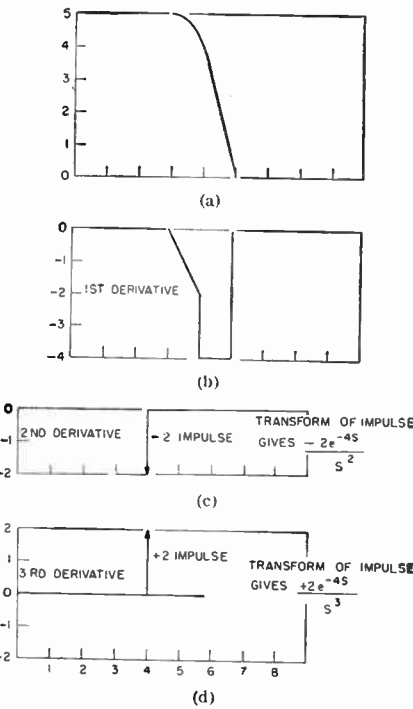 5
4
3
2
1
0
(a)
0
-1
-2
-3
-4
1ST DERIVATIVE
(b)
0
-1
-2
2ND DERIVATIVE
-2 IMPULSE
TRANSFORM OF IMPULSE
GIVES - 2e^-4S
S^2
(c)
2
1
0
-1
-2
+2 IMPULSE
3RD DERIVATIVE
TRANSFORM OF IMPULSE
GIVES +2e^-4S
S^3
1 2 3 4 5 6 7 8
(d)